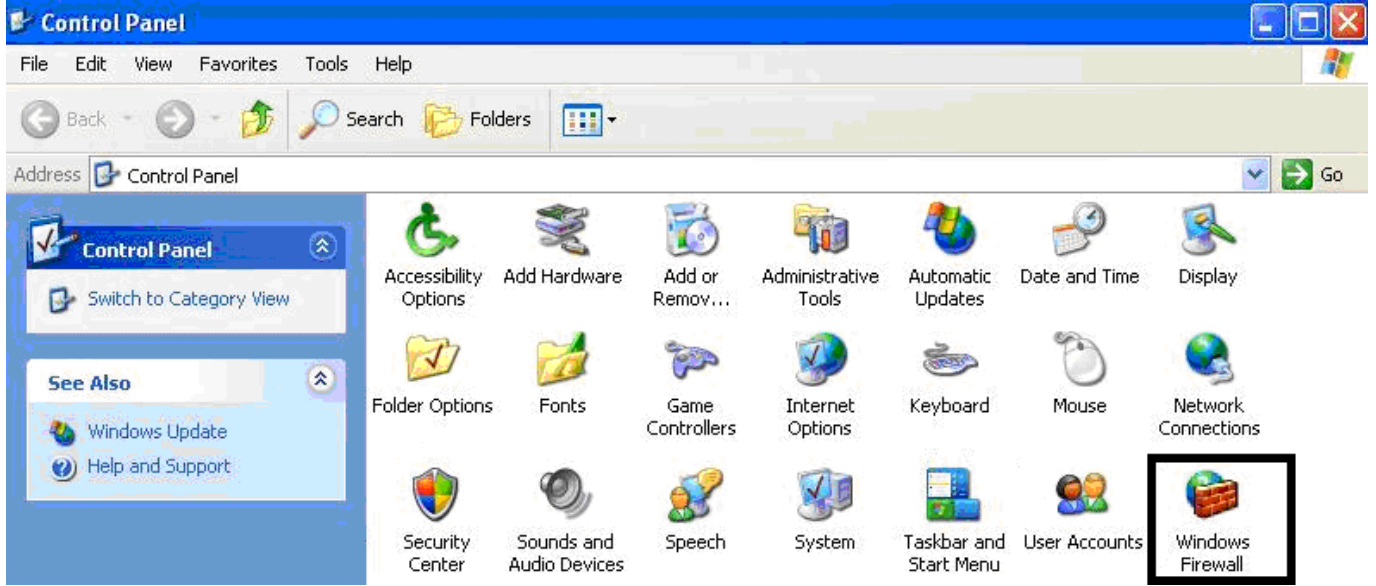 Control Panel
File Edit View Favorites Tools Help
Back Search Folders
Address Control Panel Go
Control Panel
Switch to Category View
See Also
Windows Update
Help and Support
Accessibility Options
Add Hardware
Add or Remov...
Administrative Tools
Automatic Updates
Date and Time
Display
Folder Options
Fonts
Game Controllers
Internet Options
Keyboard
Mouse
Network Connections
Security Center
Sounds and Audio Devices
Speech
System
Taskbar and Start Menu
User Accounts
Windows Firewall